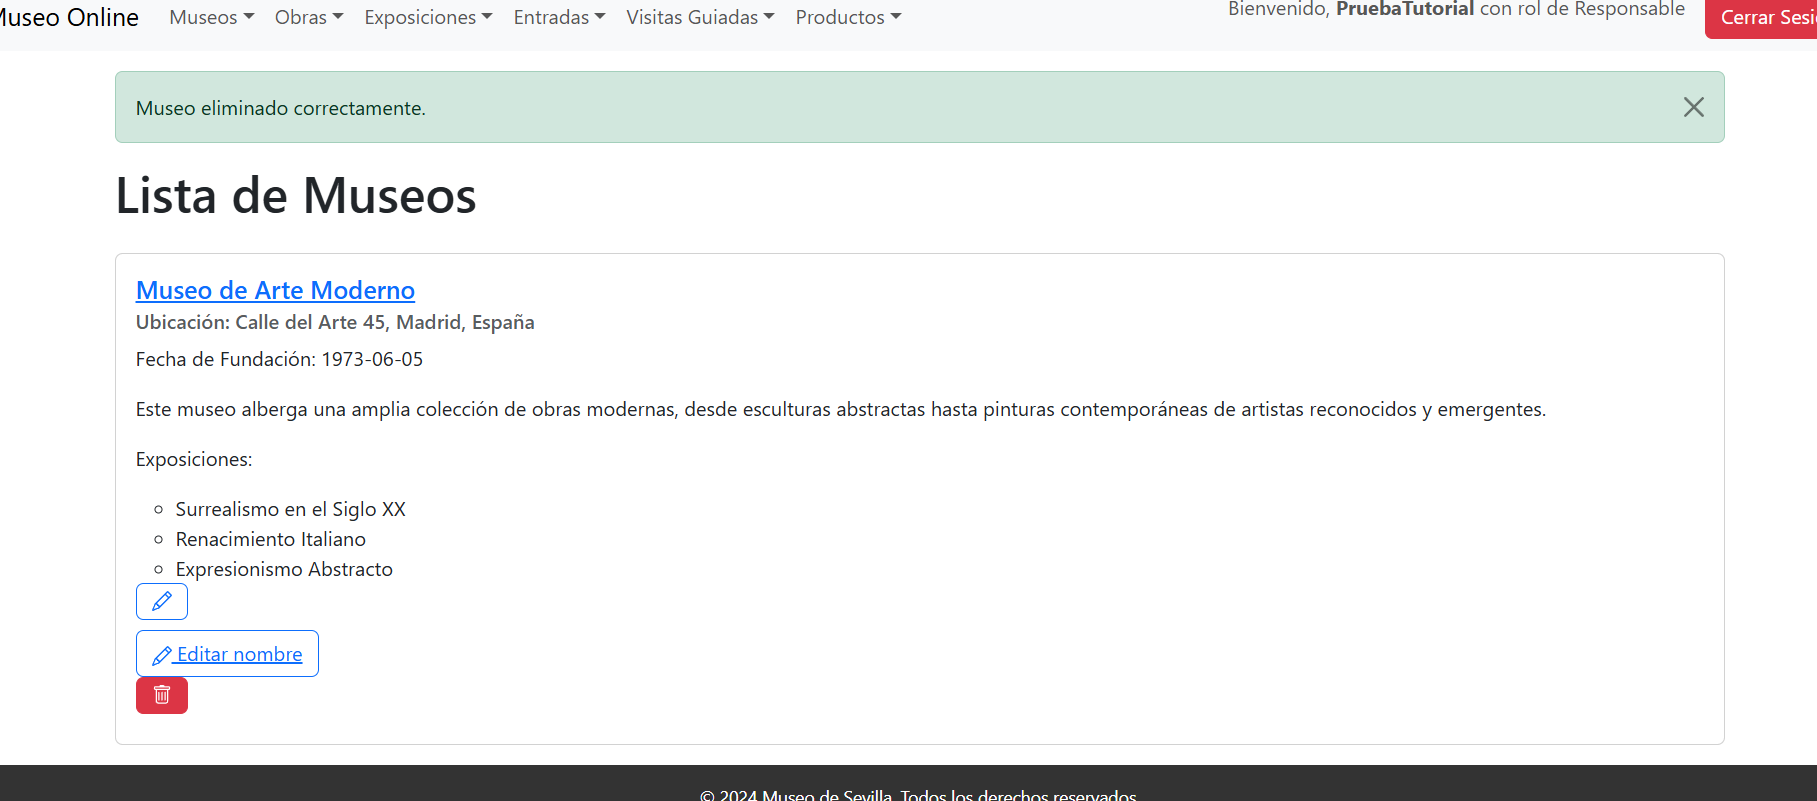 Museo Online Museos Obras Exposiciones Entradas Visitas Guiadas Productos Bienvenido, PruebaTutorial con rol de Responsable Cerrar Sesi
Museo eliminado correctamente.
Lista de Museos
Museo de Arte Moderno
Ubicación: Calle del Arte 45, Madrid, España
Fecha de Fundación: 1973-06-05
Este museo alberga una amplia colección de obras modernas, desde esculturas abstractas hasta pinturas contemporáneas de artistas reconocidos y emergentes.
Exposiciones:
Surrealismo en el Siglo XX
Renacimiento Italiano
Expresionismo Abstracto
Editar nombre
© 2024 Museo de Sevilla. Todos los derechos reservados